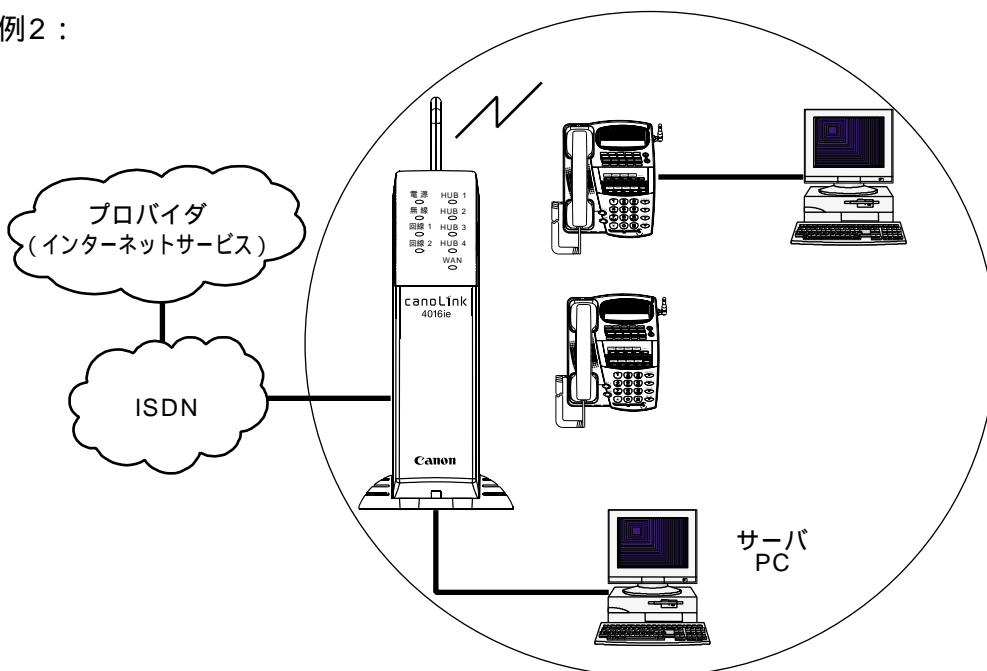 例2：
プロバイダ
（インターネットサービス）
ISDN
電源 HUB 1
無線 HUB 2
回線 1 HUB 3
回線 2 HUB 4
WAN
canoLink
4016ie
Canon
サーバ
PC